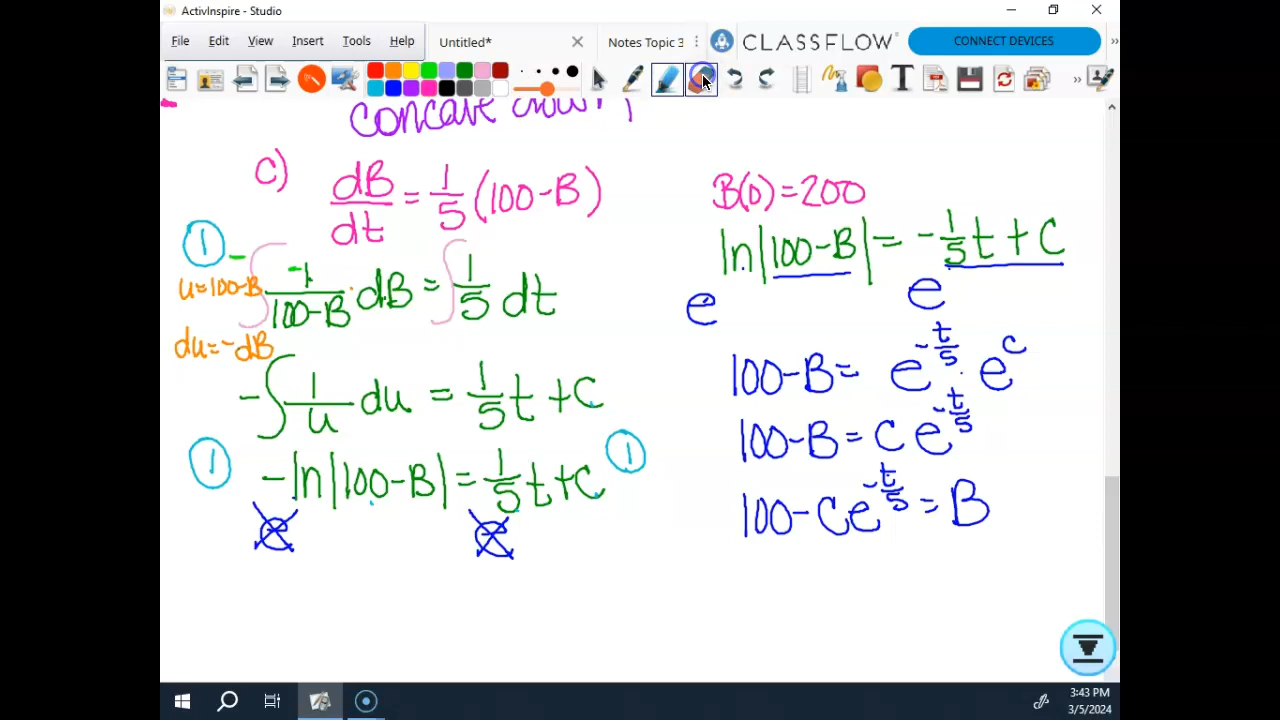 ActivInspire - Studio
File Edit View Insert Tools Help Untitled* Notes Topic 3 CLASSFLOW CONNECT DEVICES
concave
c) dB/dt = 1/5 (100-B)
B(0) = 200
①
u=100-B
du=-dB
-∫ -1/(100-B) · dB = ∫ 1/5 dt
-∫ 1/u du = 1/5 t + C
① -ln|100-B| = 1/5 t + C ①
e e
ln|100-B| = -1/5 t + C
e e
100-B = e^(-t/5) · e^c
100-B = Ce^(-t/5)
100-Ce^(-t/5) = B
3:43 PM
3/5/2024